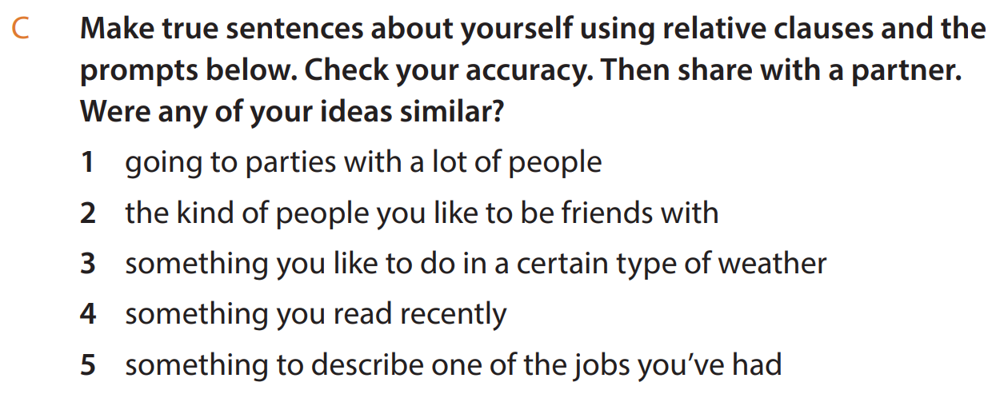 C Make true sentences about yourself using relative clauses and the
prompts below. Check your accuracy. Then share with a partner.
Were any of your ideas similar?
1 going to parties with a lot of people
2 the kind of people you like to be friends with
3 something you like to do in a certain type of weather
4 something you read recently
5 something to describe one of the jobs you’ve had